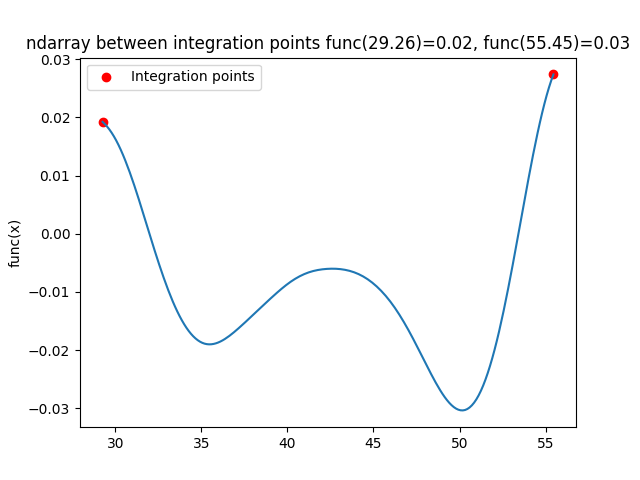 ndarray between integration points func(29.26)=0.02, func(55.45)=0.03
Integration points
func(x)
0.03
0.02
0.01
0.00
−0.01
−0.02
−0.03
30 35 40 45 50 55